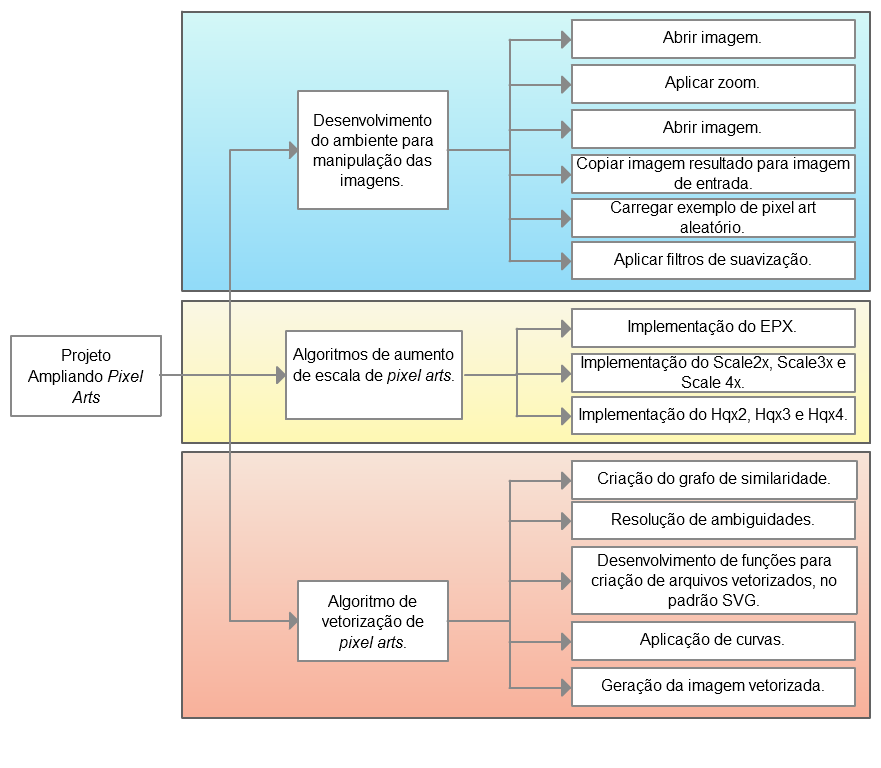 Projeto
Ampliando Pixel
Arts
Desenvolvimento
do ambiente para
manipulação das
imagens.
Abrir imagem.
Aplicar zoom.
Abrir imagem.
Copiar imagem resultado para imagem
de entrada.
Carregar exemplo de pixel art
aleatório.
Aplicar filtros de suavização.
Algoritmos de aumento
de escala de pixel arts.
Implementação do EPX.
Implementação do Scale2x, Scale3x e
Scale 4x.
Implementação do Hqx2, Hqx3 e Hqx4.
Algoritmo de
vetorização de
pixel arts.
Criação do grafo de similaridade.
Resolução de ambiguidades.
Desenvolvimento de funções para
criação de arquivos vetorizados, no
padrão SVG.
Aplicação de curvas.
Geração da imagem vetorizada.